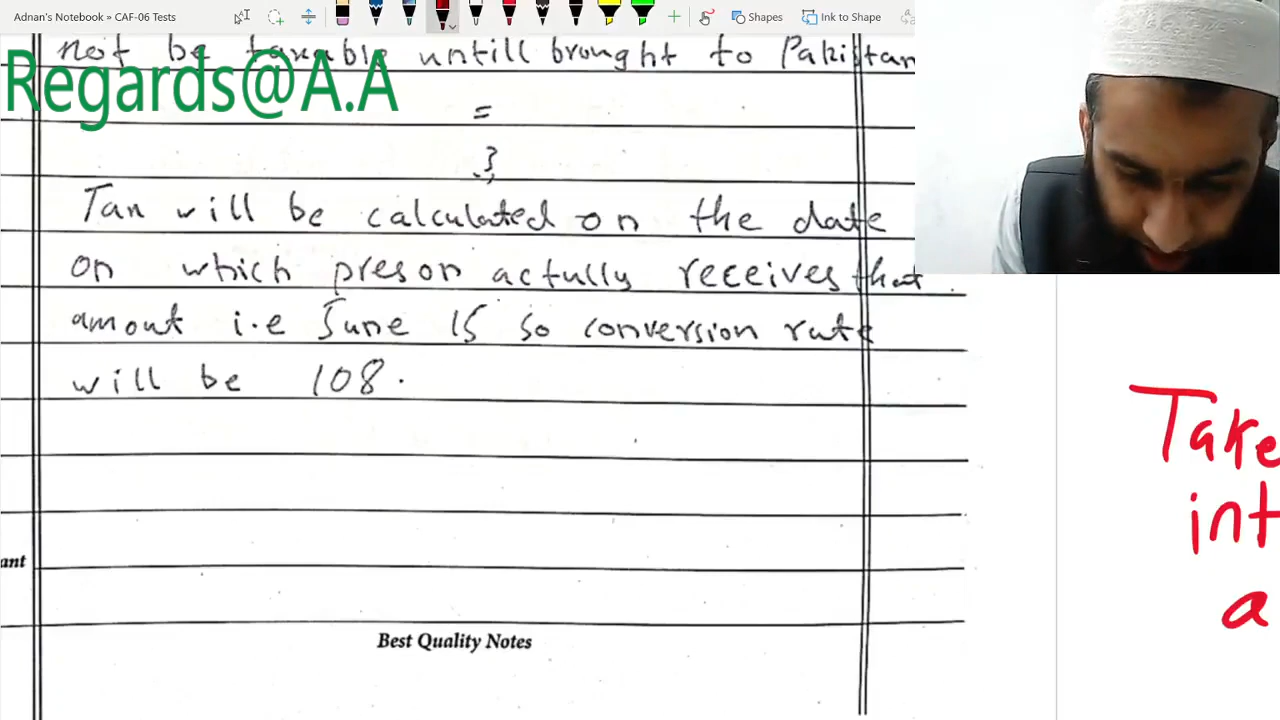 Adnan's Notebook » CAF-06 Tests
Shapes
Ink to Shape
not be taxable untill brought to Pakistan
Regards@A.A
=
3
Tax will be calculated on the date
on which preson actully receives that
amout i.e June 15 so conversion rate
will be 108.
Take
int
a
ant
Best Quality Notes